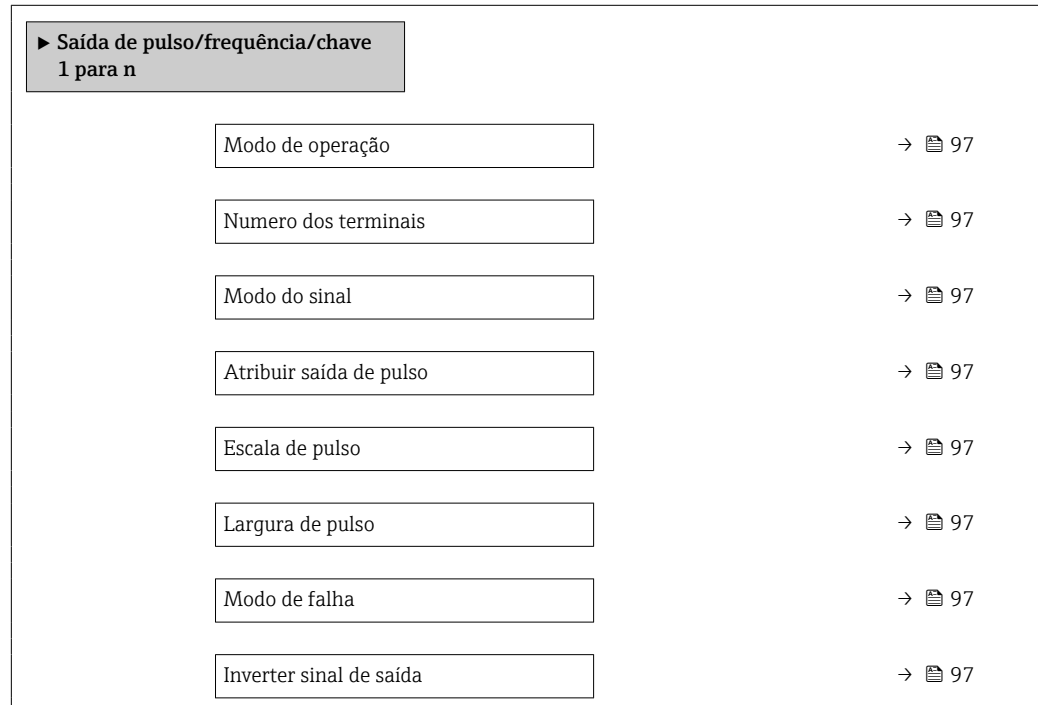 ▶ Saída de pulso/frequência/chave
1 para n
Modo de operação → 97
Numero dos terminais → 97
Modo do sinal → 97
Atribuir saída de pulso → 97
Escala de pulso → 97
Largura de pulso → 97
Modo de falha → 97
Inverter sinal de saída → 97